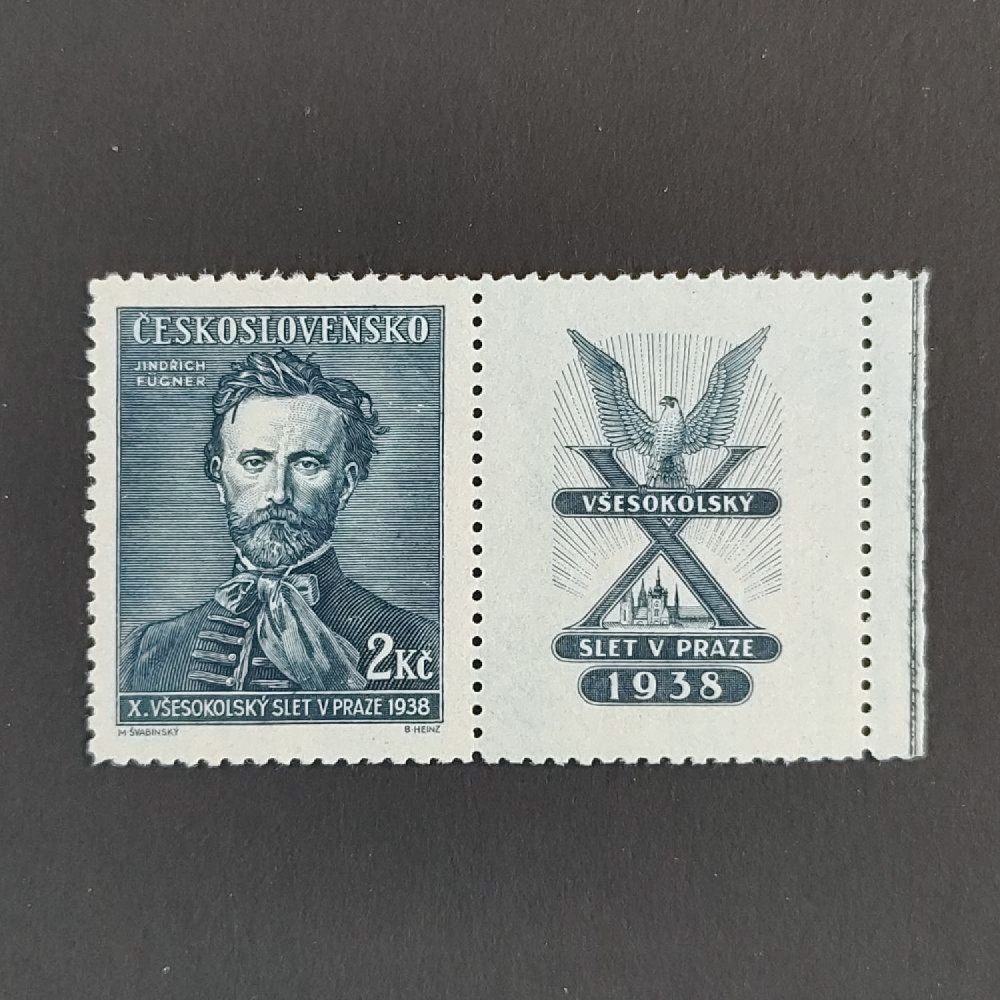 ČESKOSLOVENSKO
JINDŘICH
FÜGNER
2Kč
X. VŠESOKOLSKÝ SLET V PRAZE 1938
M·ŠVABINSKÝ
B·HEINZ
X
VŠESOKOLSKÝ
SLET V PRAZE
1938